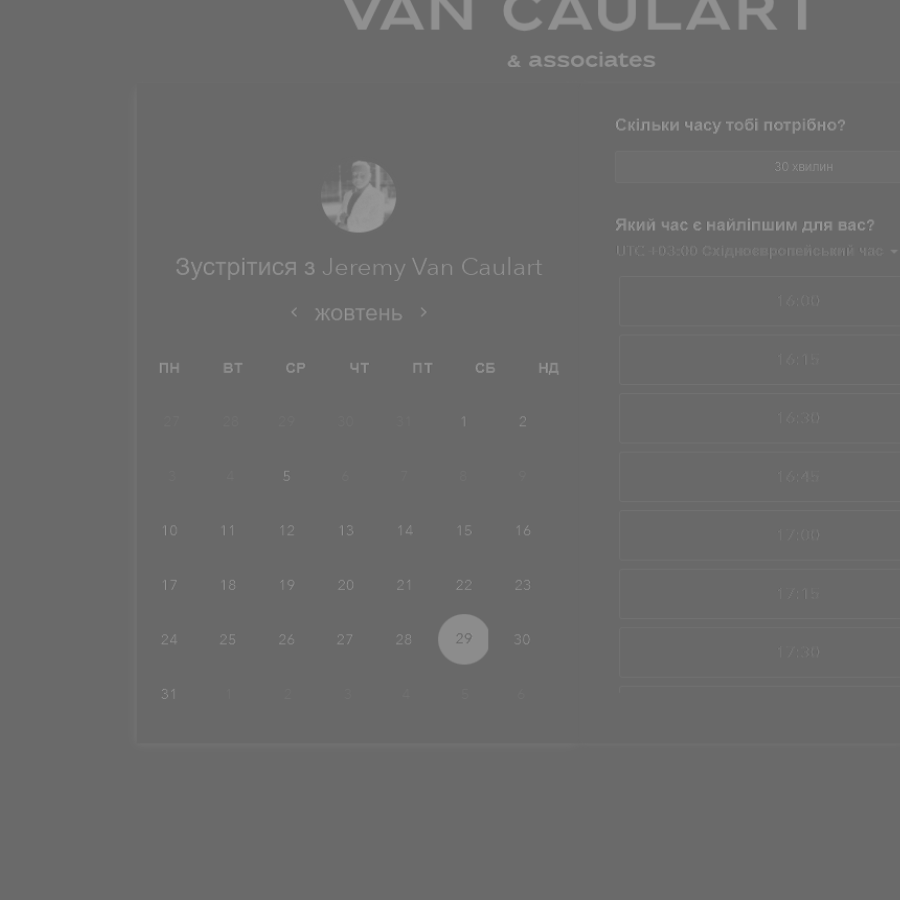 VAN CAULART
& associates
Скільки часу тобі потрібно?
30 хвилин
Який час є найліпшим для вас?
UTC +03:00 Східноєвропейський час
Зустрітися з Jeremy Van Caulart
жовтень
ПН ВТ СР ЧТ ПТ СБ НД
27 28 29 30 31 1 2
3 4 5 6 7 8 9
10 11 12 13 14 15 16
17 18 19 20 21 22 23
24 25 26 27 28 29 30
31 1 2 3 4 5 6
16:00
16:15
16:30
16:45
17:00
17:15
17:30